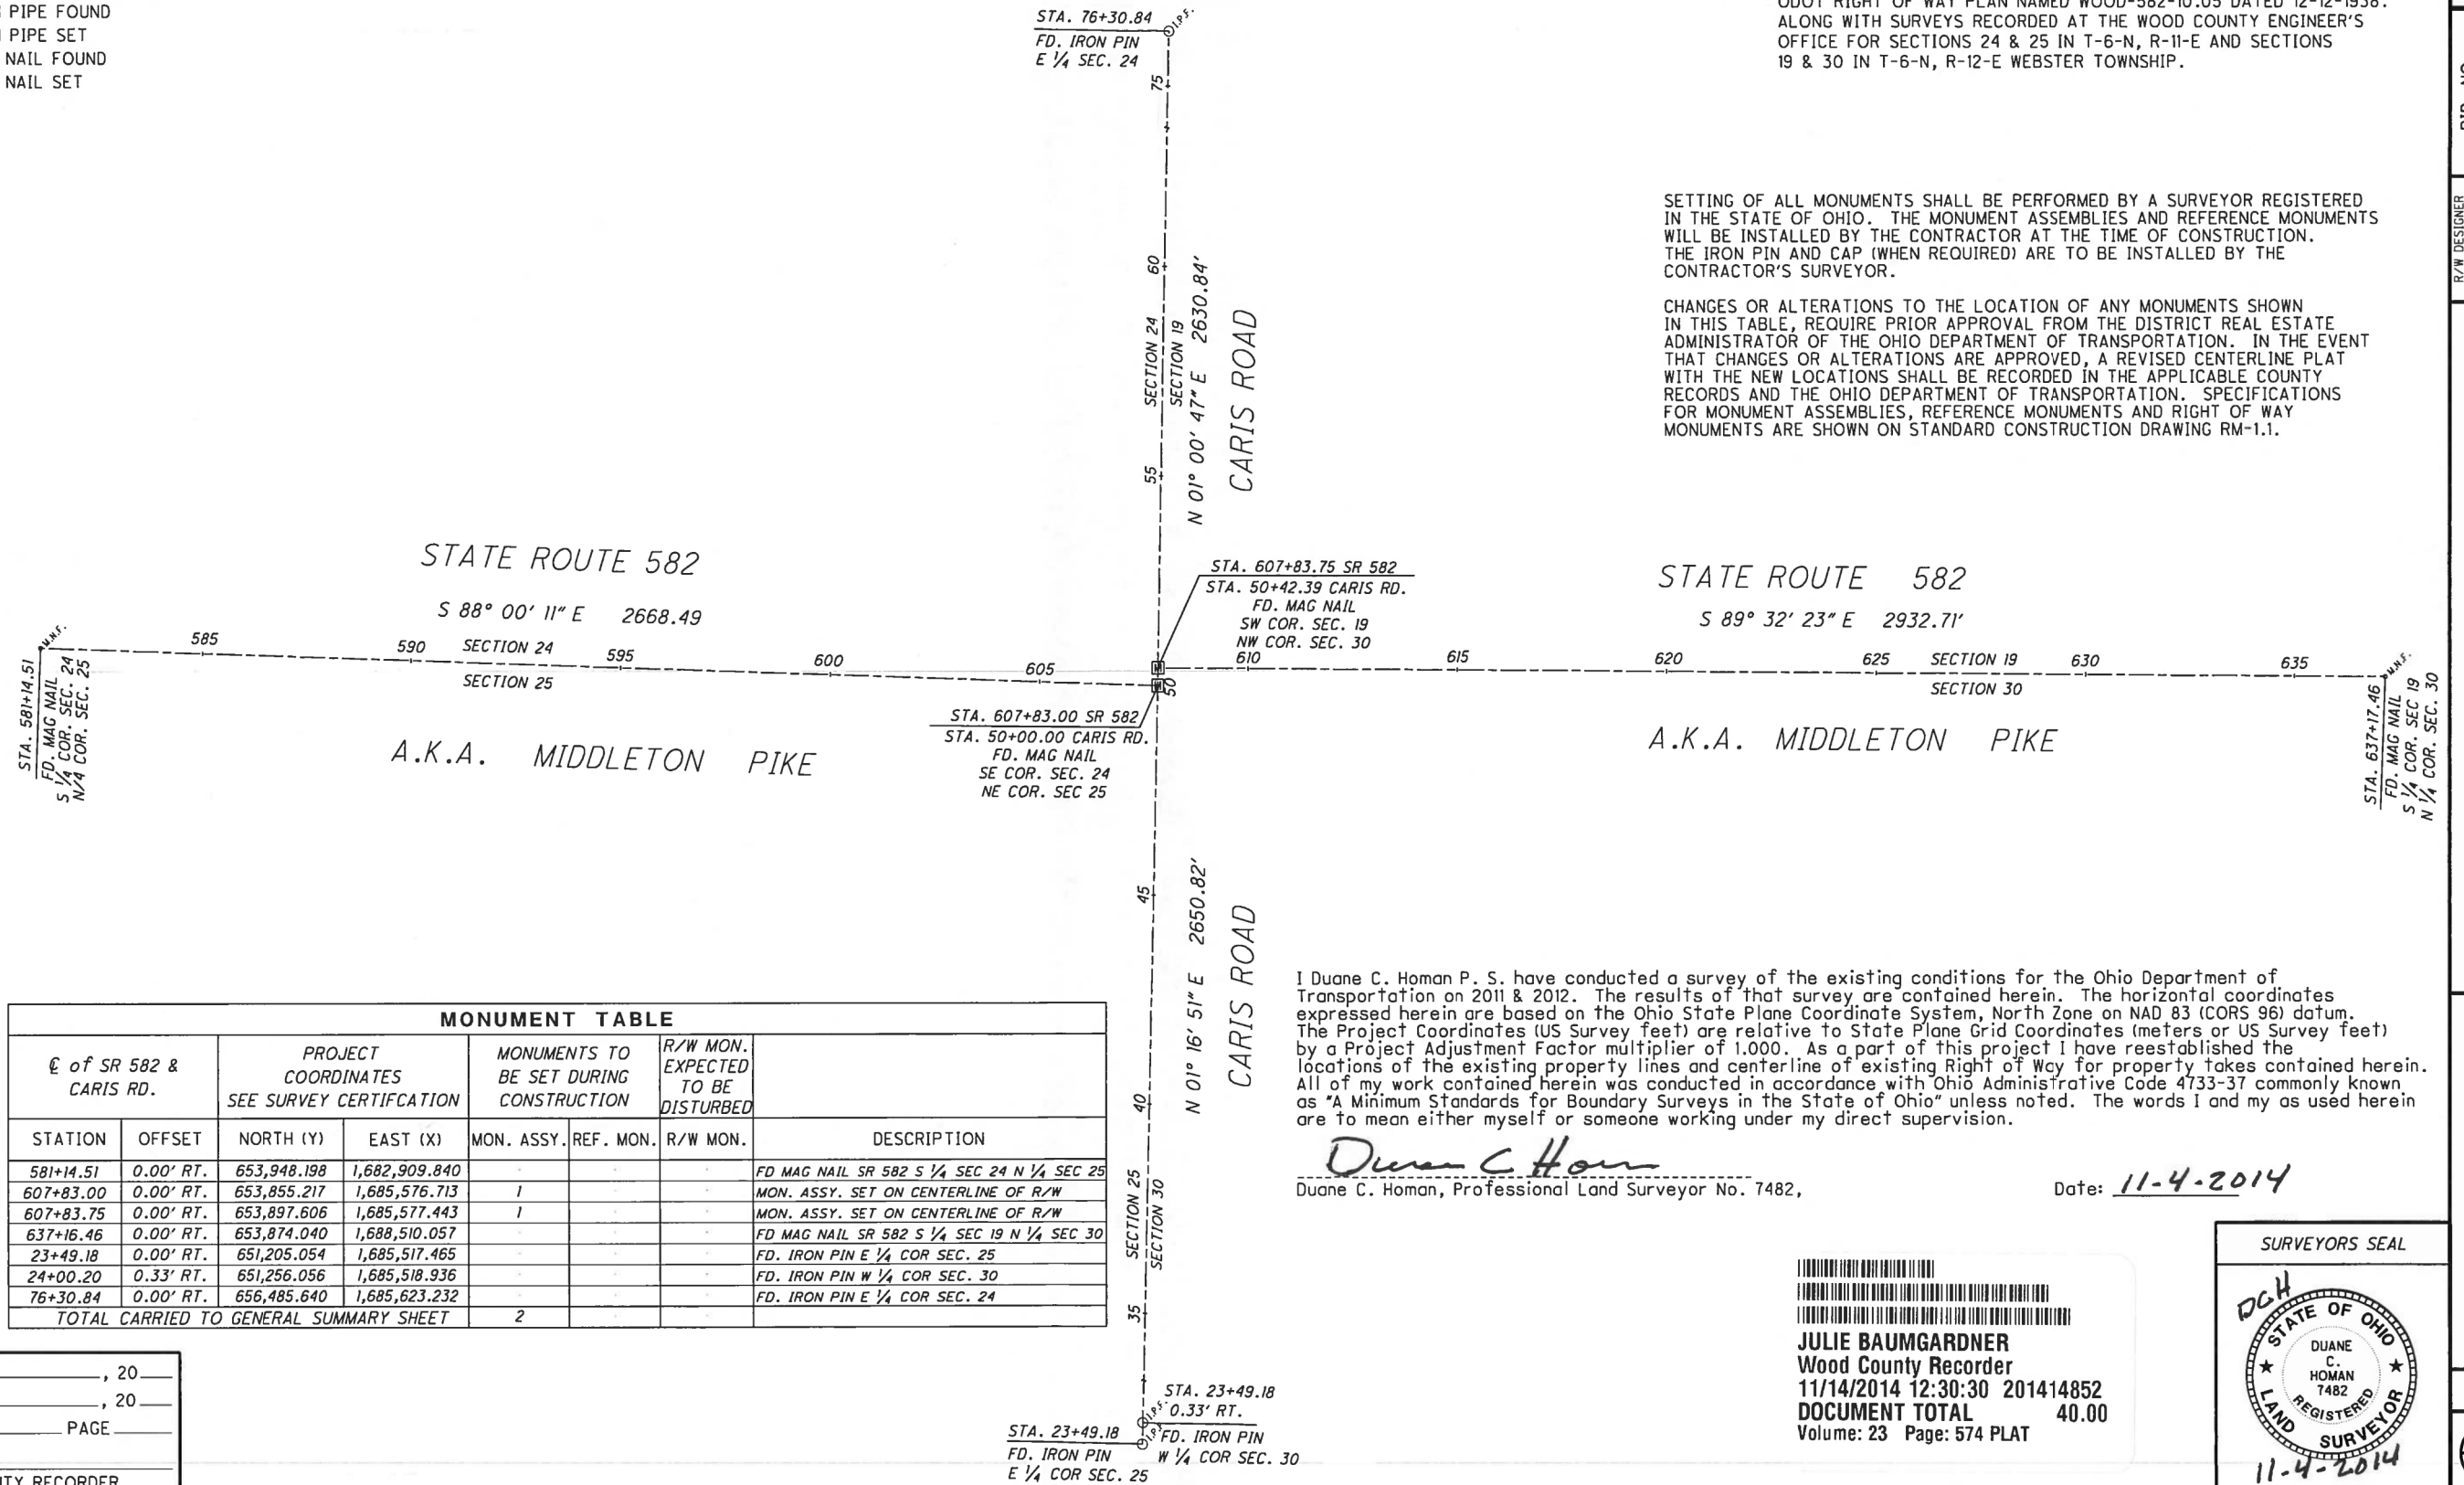 PIPE FOUND
PIPE SET
NAIL FOUND
NAIL SET
STA. 76+30.84
FD. IRON PIN
E 1/4 SEC. 24
I.P.F.
ODOT RIGHT OF WAY PLAN NAMED WOOD-582-10.05 DATED 12-12-1938.
ALONG WITH SURVEYS RECORDED AT THE WOOD COUNTY ENGINEER'S
OFFICE FOR SECTIONS 24 & 25 IN T-6-N, R-11-E AND SECTIONS
19 & 30 IN T-6-N, R-12-E WEBSTER TOWNSHIP.
R/W DESIGNER
SETTING OF ALL MONUMENTS SHALL BE PERFORMED BY A SURVEYOR REGISTERED
IN THE STATE OF OHIO. THE MONUMENT ASSEMBLIES AND REFERENCE MONUMENTS
WILL BE INSTALLED BY THE CONTRACTOR AT THE TIME OF CONSTRUCTION.
THE IRON PIN AND CAP (WHEN REQUIRED) ARE TO BE INSTALLED BY THE
CONTRACTOR'S SURVEYOR.
CHANGES OR ALTERATIONS TO THE LOCATION OF ANY MONUMENTS SHOWN
IN THIS TABLE, REQUIRE PRIOR APPROVAL FROM THE DISTRICT REAL ESTATE
ADMINISTRATOR OF THE OHIO DEPARTMENT OF TRANSPORTATION. IN THE EVENT
THAT CHANGES OR ALTERATIONS ARE APPROVED, A REVISED CENTERLINE PLAT
WITH THE NEW LOCATIONS SHALL BE RECORDED IN THE APPLICABLE COUNTY
RECORDS AND THE OHIO DEPARTMENT OF TRANSPORTATION. SPECIFICATIONS
FOR MONUMENT ASSEMBLIES, REFERENCE MONUMENTS AND RIGHT OF WAY
MONUMENTS ARE SHOWN ON STANDARD CONSTRUCTION DRAWING RM-1.1.
75
60
55
SECTION 24
SECTION 19
N 01° 00' 47" E 2630.84'
CARIS ROAD
STATE ROUTE 582
S 88° 00' 11" E 2668.49
585 590 595 600 605
SECTION 24
SECTION 25
A.K.A. MIDDLETON PIKE
M.N.F.
STA. 581+14.51
FD. MAG NAIL
S 1/4 COR. SEC. 24
N/4 COR. SEC. 25
STA. 607+83.75 SR 582
STA. 50+42.39 CARIS RD.
FD. MAG NAIL
SW COR. SEC. 19
NW COR. SEC. 30
STA. 607+83.00 SR 582
STA. 50+00.00 CARIS RD.
FD. MAG NAIL
SE COR. SEC. 24
NE COR. SEC 25
50
STATE ROUTE 582
S 89° 32' 23" E 2932.71'
610 615 620 625 630 635
SECTION 19
SECTION 30
A.K.A. MIDDLETON PIKE
M.N.F.
STA. 637+17.46
FD. MAG NAIL
S 1/4 COR. SEC 19
N 1/4 COR. SEC. 30
45
40
35
N 01° 16' 51" E 2650.82'
CARIS ROAD
SECTION 25
SECTION 30
MONUMENT TABLE
℄ of SR 582 & CARIS RD.
PROJECT COORDINATES SEE SURVEY CERTIFCATION
MONUMENTS TO BE SET DURING CONSTRUCTION
R/W MON. EXPECTED TO BE DISTURBED
STATION OFFSET NORTH (Y) EAST (X) MON. ASSY. REF. MON. R/W MON. DESCRIPTION
581+14.51 0.00' RT. 653,948.198 1,682,909.840 - - - FD MAG NAIL SR 582 S 1/4 SEC 24 N 1/4 SEC 25
607+83.00 0.00' RT. 653,855.217 1,685,576.713 1 - - MON. ASSY. SET ON CENTERLINE OF R/W
607+83.75 0.00' RT. 653,897.606 1,685,577.443 1 - - MON. ASSY. SET ON CENTERLINE OF R/W
637+16.46 0.00' RT. 653,874.040 1,688,510.057 - - - FD MAG NAIL SR 582 S 1/4 SEC 19 N 1/4 SEC 30
23+49.18 0.00' RT. 651,205.054 1,685,517.465 - - - FD. IRON PIN E 1/4 COR SEC. 25
24+00.20 0.33' RT. 651,256.056 1,685,518.936 - - - FD. IRON PIN W 1/4 COR SEC. 30
76+30.84 0.00' RT. 656,485.640 1,685,623.232 - - - FD. IRON PIN E 1/4 COR SEC. 24
TOTAL CARRIED TO GENERAL SUMMARY SHEET 2 - -
, 20
, 20
PAGE
RECORDER
STA. 23+49.18
0.33' RT.
FD. IRON PIN
W 1/4 COR SEC. 30
I.P.F.
STA. 23+49.18
FD. IRON PIN
E 1/4 COR SEC. 25
I Duane C. Homan P. S. have conducted a survey of the existing conditions for the Ohio Department of
Transportation on 2011 & 2012. The results of that survey are contained herein. The horizontal coordinates
expressed herein are based on the Ohio State Plane Coordinate System, North Zone on NAD 83 (CORS 96) datum.
The Project Coordinates (US Survey feet) are relative to State Plane Grid Coordinates (meters or US Survey feet)
by a Project Adjustment Factor multiplier of 1.000. As a part of this project I have reestablished the
locations of the existing property lines and centerline of existing Right of Way for property takes contained herein.
All of my work contained herein was conducted in accordance with Ohio Administrative Code 4733-37 commonly known
as "A Minimum Standards for Boundary Surveys in the State of Ohio" unless noted. The words I and my as used herein
are to mean either myself or someone working under my direct supervision.
Duane C. Homan, Professional Land Surveyor No. 7482,
Date: 11-4-2014
JULIE BAUMGARDNER
Wood County Recorder
11/14/2014 12:30:30 201414852
DOCUMENT TOTAL 40.00
Volume: 23 Page: 574 PLAT
SURVEYORS SEAL
DCH
STATE OF OHIO
DUANE
C.
HOMAN
7482
REGISTERED
LAND SURVEYOR
11-4-2014